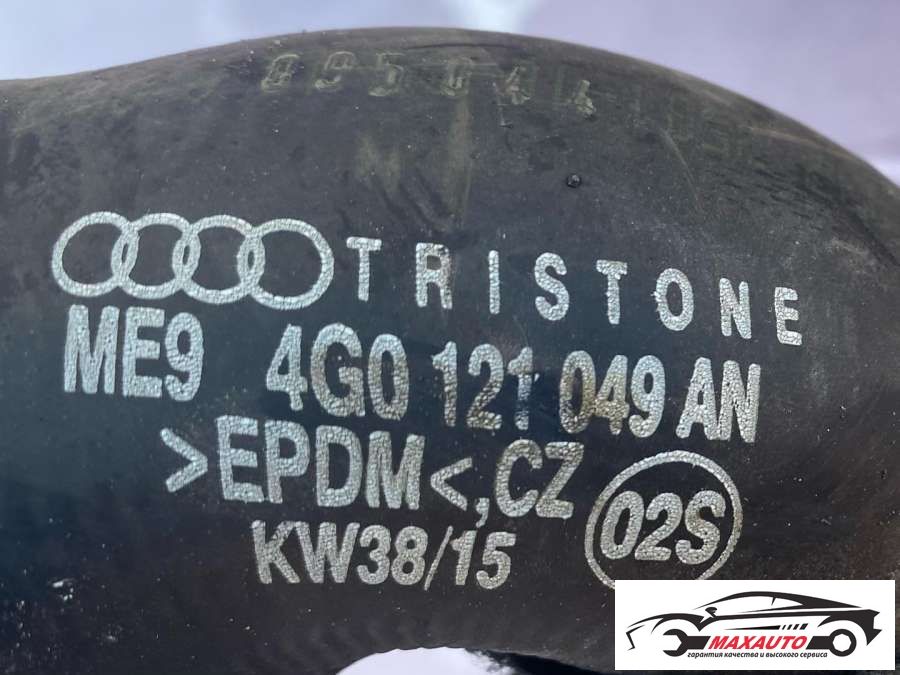 TRISTONE
ME9 4G0 121 049 AN
>EPDM<,CZ
KW38/15 02S
MAXAUTO
гарантия качества и высокого сервиса